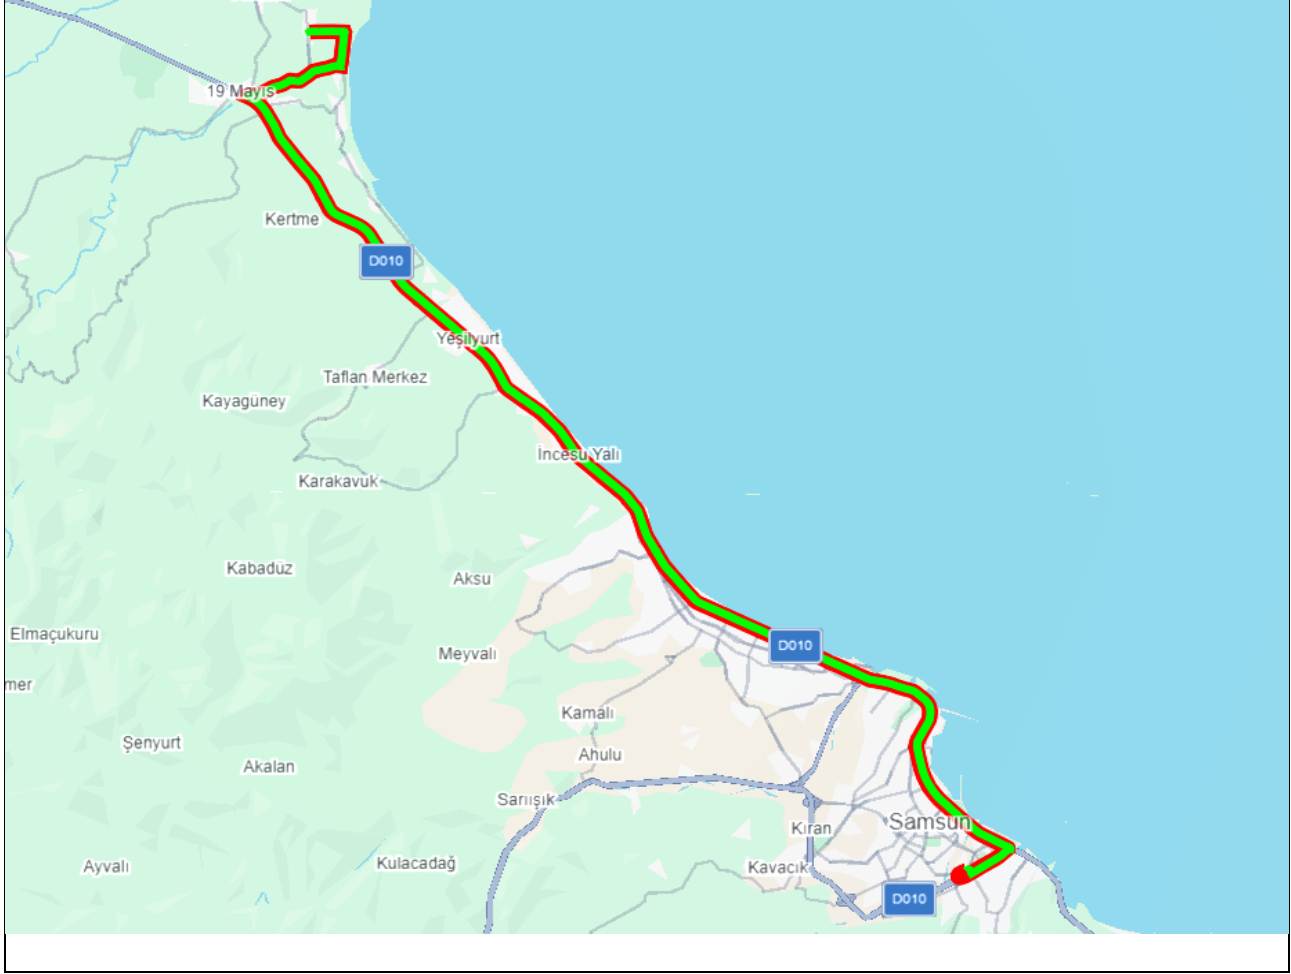 19 Mayıs
Kertme
D010
Yeşilyurt
Taflan Merkez
Kayagüney
İncesu Yalı
Karakavuk
Kabadüz
Aksu
Elmaçukuru
D010
Meyvalı
mer
Kamalı
Şenyurt
Ahulu
Akalan
Sarıışık
Samsun
Kıran
Kulacadağ
Ayvalı
Kavacık
D010